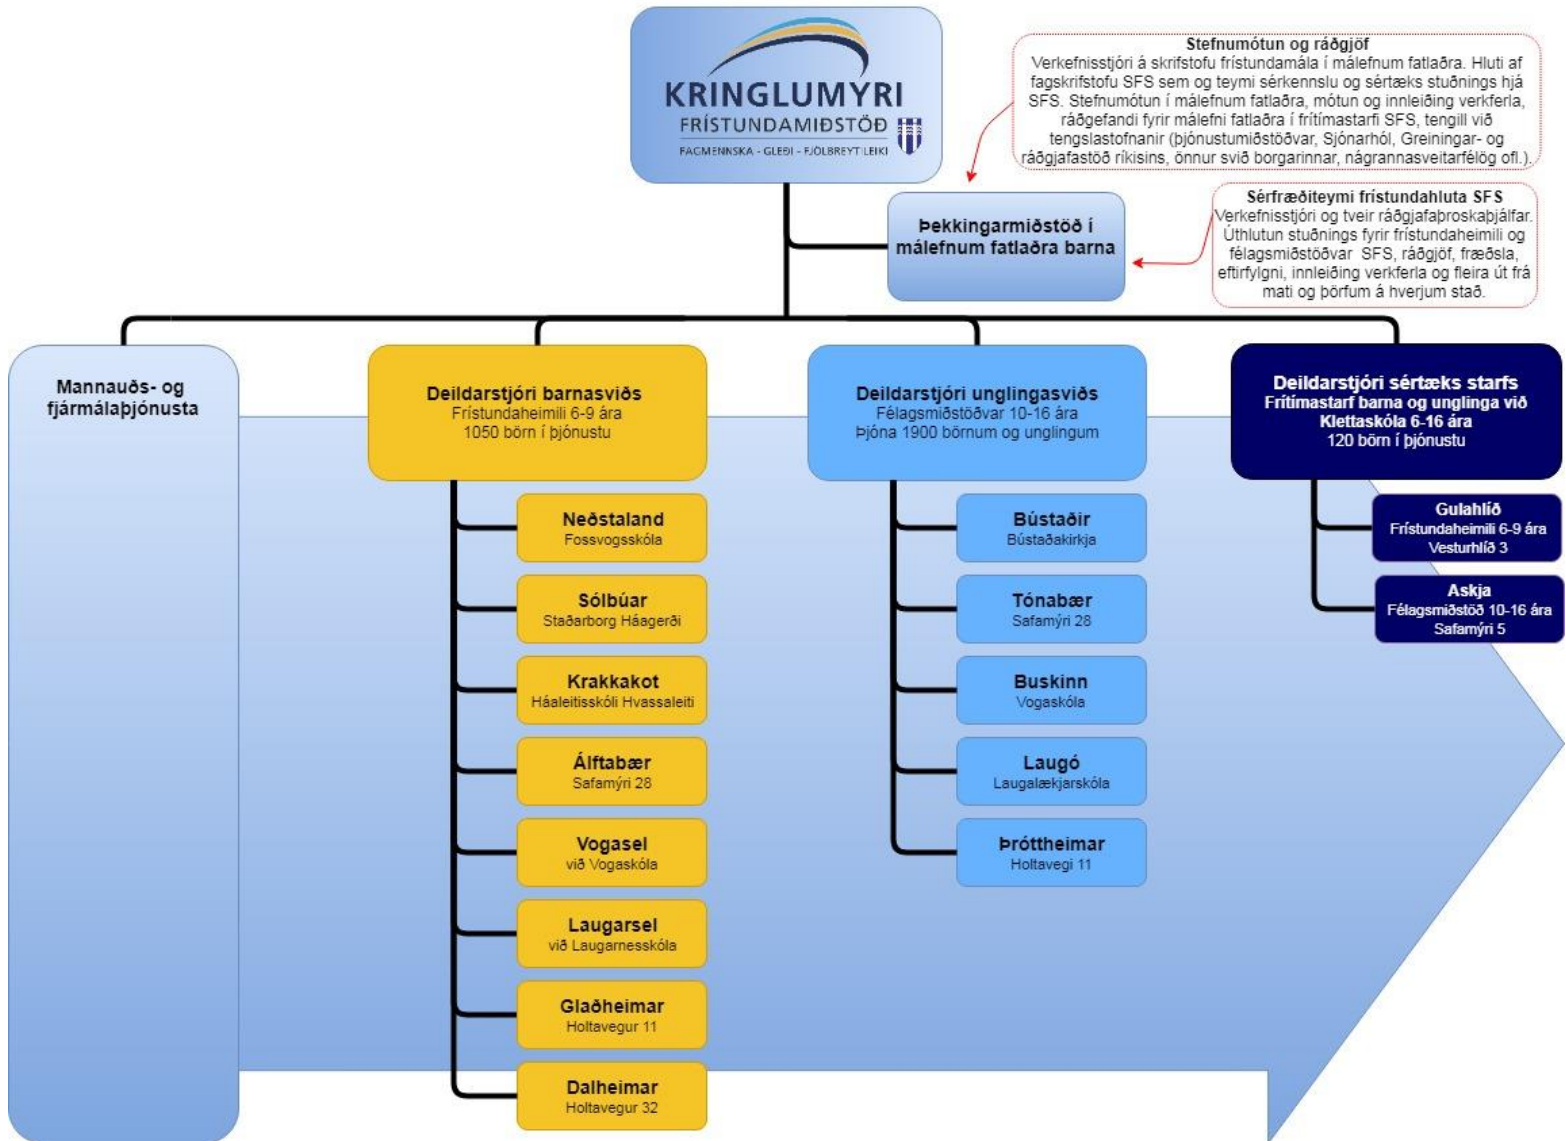 KRINGLUMÝRI
FRÍSTUNDAMIÐSTÖÐ
FAGMENNSKA - GLEÐI - FJÖLBREYTILEIKI
Stefnumótun og ráðgjöf
Verkefnisstjóri á skrifstofu frístundamála í málefnum fatlaðra. Hluti af
fagskrifstofu SFS sem og teymi sérkennslu og sértæks stuðnings hjá
SFS. Stefnumótun í málefnum fatlaðra, mótun og innleiðing verkferla,
ráðgefandi fyrir málefni fatlaðra í frítímastarfi SFS, tengill við
tengslastofnanir (þjónustumiðstöðvar, Sjónarhól, Greiningar- og
ráðgjafastöð ríkisins, önnur svið borgarinnar, nágrannasveitarfélög ofl.).
Þekkingarmiðstöð í
málefnum fatlaðra barna
Sérfræðiteymi frístundahluta SFS
Verkefnisstjóri og tveir ráðgjafaþroskaþjálfar.
Úthlutun stuðnings fyrir frístundaheimili og
félagsmiðstöðvar SFS, ráðgjöf, fræðsla,
eftirfylgni, innleiðing verkferla og fleira út frá
mati og þörfum á hverjum stað.
Mannauðs- og
fjármálaþjónusta
Deildarstjóri barnasviðs
Frístundaheimili 6-9 ára
1050 börn í þjónustu
Neðstaland
Fossvogsskóla
Sólbúar
Staðarborg Háagerði
Krakkakot
Háaleitisskóli Hvassaleiti
Álftabær
Safamýri 28
Vogasel
við Vogaskóla
Laugarsel
við Laugarnesskóla
Glaðheimar
Holtavegur 11
Dalheimar
Holtavegur 32
Deildarstjóri unglingasviðs
Félagsmiðstöðvar 10-16 ára
Þjóna 1900 börnum og unglingum
Bústaðir
Bústaðakirkja
Tónabær
Safamýri 28
Buskinn
Vogaskóla
Laugó
Laugalækjarskóla
Þróttheimar
Holtavegi 11
Deildarstjóri sértæks starfs
Frítímastarf barna og unglinga við
Klettaskóla 6-16 ára
120 börn í þjónustu
Gulahlíð
Frístundaheimili 6-9 ára
Vesturhlíð 3
Askja
Félagsmiðstöð 10-16 ára
Safamýri 5